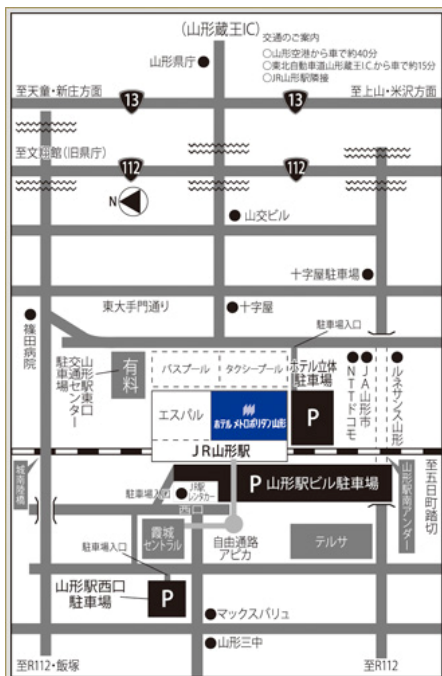 (山形蔵王IC)
交通のご案内
○山形空港から車で約40分
○東北自動車道山形蔵王I.C.から車で約15分
○JR山形駅隣接
山形県庁
至天童・新庄方面
13
13
至上山・米沢方面
至文翔館(旧県庁)
112
112
N
山交ビル
十字屋駐車場
東大手門通り
十字屋
駐車場入口
篠田病院
山形駅東口
交通センター
駐車場
有料
バスプール
タクシープール
ホテル立体
駐車場
P
NTTドコモ
JA山形市
ルネサンス山形
エスパル
ホテルメトロポリタン山形
JR山形駅
城南陸橋
駐車場入口
JR駅
レンタカー
P 山形駅ビル駐車場
山形駅南アンダー
至五日町踏切
西口
霞城
セントラル
自由通路
アピカ
テルサ
駐車場入口
山形駅西口
駐車場
P
マックスバリュ
山形三中
至R112・飯塚
至R112